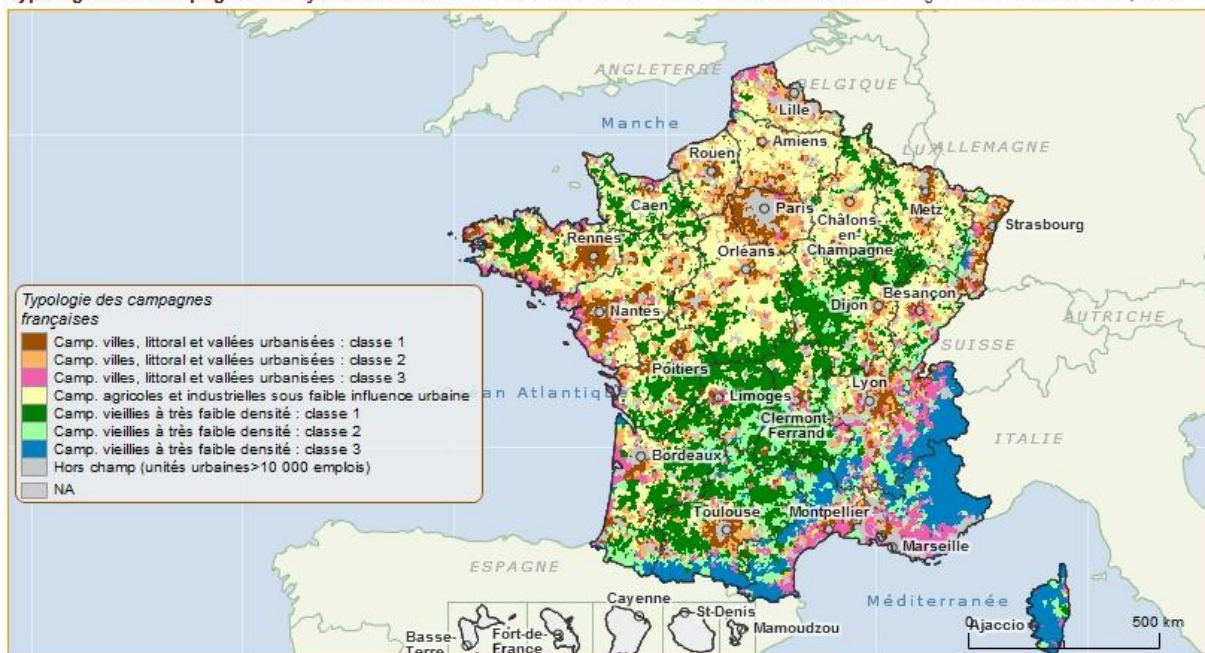 ANGLETERRE
BELGIQUE
Lille
Manche
Amiens
Rouen
LUX
ALLEMAGNE
Caen
Paris
Metz
Châlons-
en-
Champagne
Strasbourg
Rennes
Orléans
Typologie des campagnes
françaises
Camp. villes, littoral et vallées urbanisées : classe 1
Camp. villes, littoral et vallées urbanisées : classe 2
Camp. villes, littoral et vallées urbanisées : classe 3
Camp. agricoles et industrielles sous faible influence urbaine
Camp. vieillies à très faible densité : classe 1
Camp. vieillies à très faible densité : classe 2
Camp. vieillies à très faible densité : classe 3
Hors champ (unités urbaines>10 000 emplois)
NA
Nantes
Dijon
Besançon
AUTRICHE
SUISSE
Poitiers
Lyon
an Atlantique
Limoges
Clermont-
Ferrand
ITALIE
Bordeaux
Toulouse
Montpellier
Marseille
ESPAGNE
Méditerranée
Cayenne
St-Denis
Mamoudzou
Basse-
Terre
Fort-de-
France
Ajaccio
0
500 km